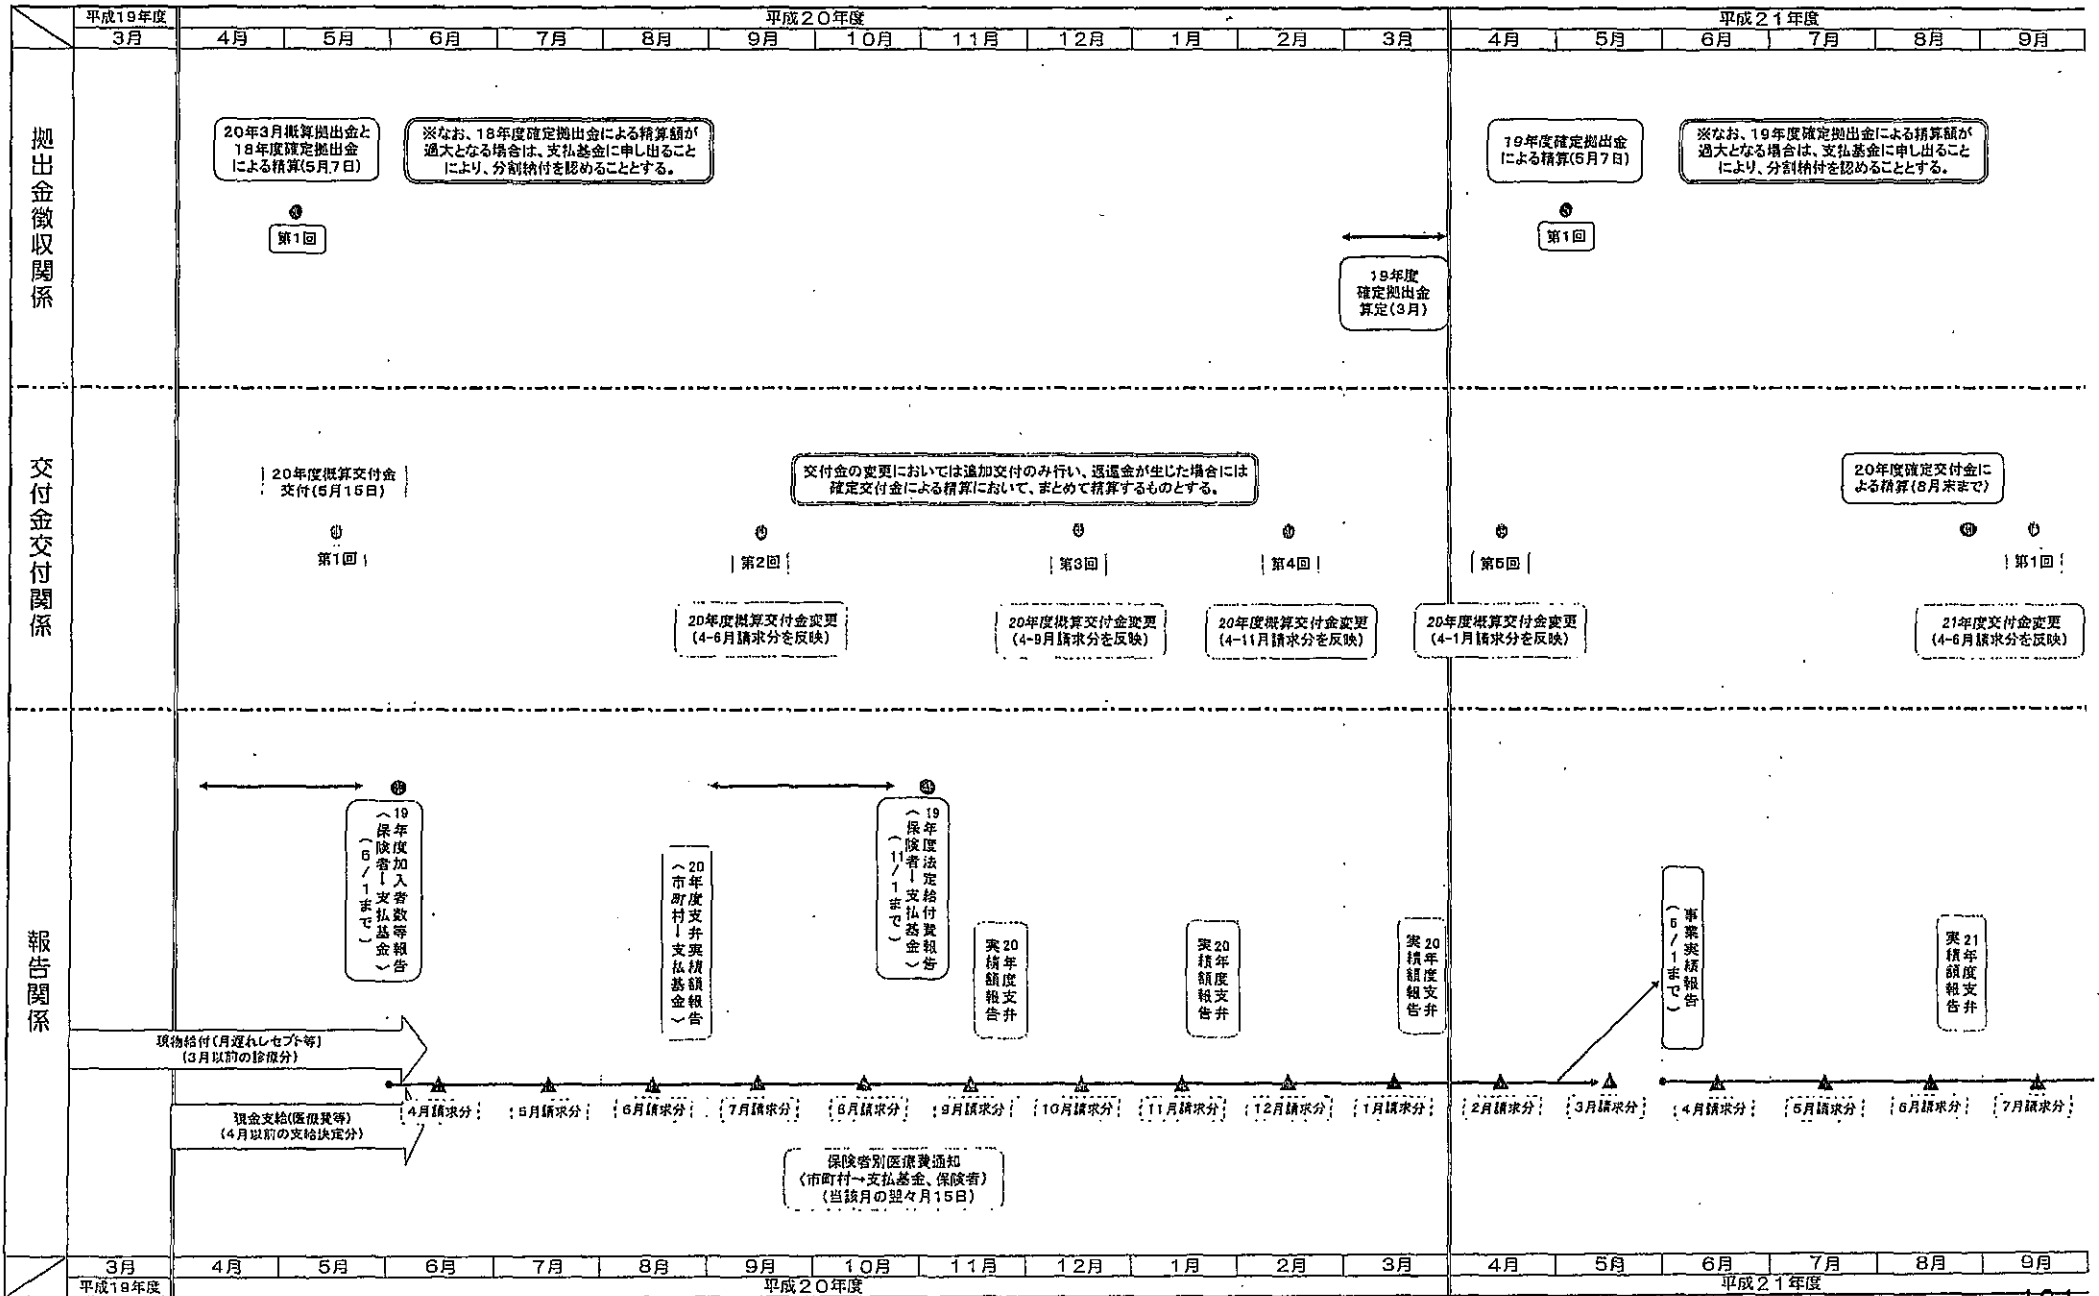 平成19年度
平成20年度
平成21年度
3月
4月
5月
6月
7月
8月
9月
10月
11月
12月
1月
2月
3月
4月
5月
6月
7月
8月
9月
拠出金徴収関係
20年3月概算拠出金と
18年度確定拠出金
による精算(5月7日)
※なお、18年度確定拠出金による精算額が
過大となる場合は、支払基金に申し出ること
により、分割納付を認めることとする。
第1回
19年度
確定拠出金
算定(3月)
19年度確定拠出金
による精算(5月7日)
※なお、19年度確定拠出金による精算額が
過大となる場合は、支払基金に申し出ること
により、分割納付を認めることとする。
第1回
交付金交付関係
20年度概算交付金
交付(5月15日)
交付金の変更においては追加交付のみ行い、返還金が生じた場合には
確定交付金による精算において、まとめて精算するものとする。
20年度確定交付金に
よる精算(8月末まで)
第1回
第2回
第3回
第4回
第5回
第1回
20年度概算交付金変更
(4-6月請求分を反映)
20年度概算交付金変更
(4-9月請求分を反映)
20年度概算交付金変更
(4-11月請求分を反映)
20年度概算交付金変更
(4-1月請求分を反映)
21年度交付金変更
(4-6月請求分を反映)
報告関係
19年度加入者数等報告
〈保険者→支払基金〉
(6/1まで)
20年度支弁実績額報告
〈市町村→支払基金〉
19年度法定給付費報告
〈保険者→支払基金〉
(11/1まで)
20年度支弁
実績額報告
20年度支弁
実績額報告
20年度支弁
実績額報告
事業実績報告
21年度支弁
実績額報告
現物給付(月遅れレセプト等)
(3月以前の診療分)
現金支給(医療費等)
(4月以前の支給決定分)
4月請求分
5月請求分
6月請求分
7月請求分
8月請求分
9月請求分
10月請求分
11月請求分
12月請求分
1月請求分
2月請求分
3月請求分
4月請求分
5月請求分
6月請求分
7月請求分
保険者別医療費通知
〈市町村→支払基金、保険者〉
(当該月の翌々月15日)
3月
4月
5月
6月
7月
8月
9月
10月
11月
12月
1月
2月
3月
4月
5月
6月
7月
8月
9月
平成19年度
平成20年度
平成21年度